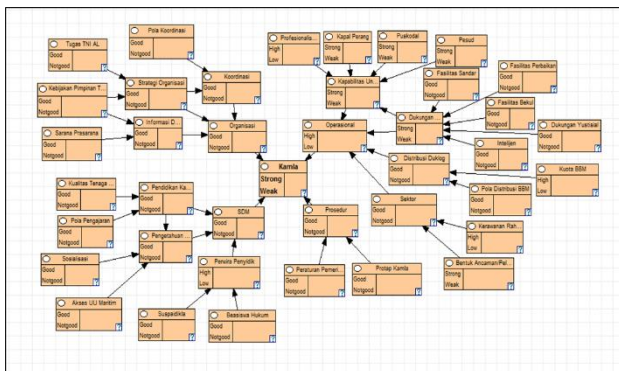 Tugas TNI AL
Good
Notgood
Pola Koordinasi
Good
Notgood
Profesionalis...
High
Low
Kapal Perang
Strong
Weak
Puskodal
Good
Notgood
Pesud
Strong
Weak
Fasilitas Perbaikan
Good
Notgood
Kebijakan Pimpinan T...
Good
Notgood
Strategi Organisasi
Good
Notgood
Koordinasi
Good
Notgood
Kapabilitas Un...
Strong
Weak
Fasilitas Sandar
Good
Notgood
Fasilitas Bekul
Good
Notgood
Sarana Prasarana
Good
Notgood
Informasi D...
Good
Notgood
Organisasi
Good
Notgood
Operasional
High
Low
Dukungan ...
Strong
Weak
Dukungan Yustisial
Good
Notgood
Intelijen
Good
Notgood
Kamla
Strong
Weak
Distribusi Duklog
Good
Notgood
Kuota BBM
High
Low
Pola Distribusi BBM
Good
Notgood
Kualitas Tenaga ...
Good
Notgood
Pendidikan Ka...
Good
Notgood
SDM
Good
Notgood
Prosedur
Good
Notgood
Sektor
Good
Notgood
Pola Pengajaran
Good
Notgood
Pengetahuan ...
Good
Notgood
Kerawanan Rah...
High
Low
Sosialisasi
Good
Notgood
Perwira Penyidik
High
Low
Peraturan Pemeri...
Good
Notgood
Protap Kamla
Good
Notgood
Bentuk Ancaman/Pel...
Strong
Weak
Akses UU Maritim
Good
Notgood
Suspaidikla
Good
Notgood
Beasiswa Hukum
Good
Notgood